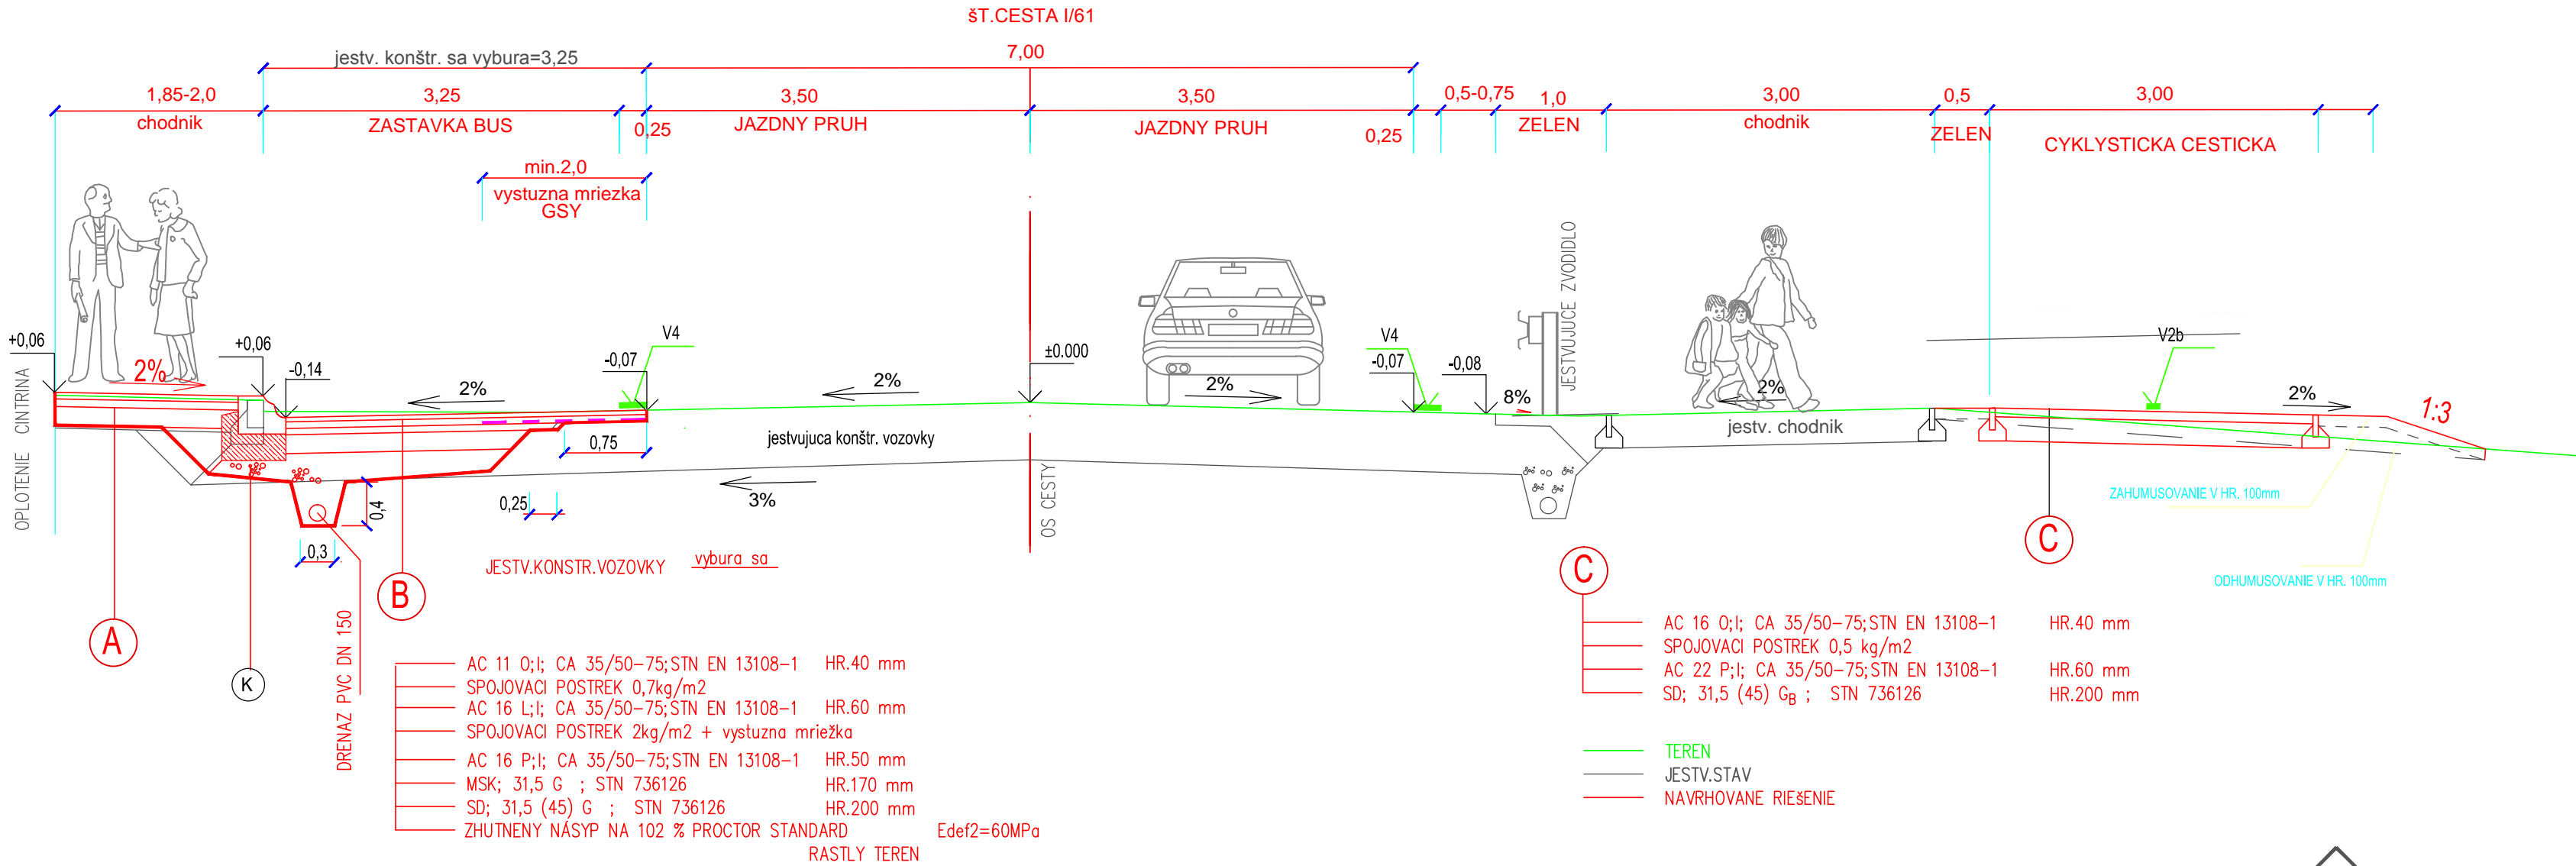 šT.CESTA I/61
7,00
jestv. konštr. sa vybura=3,25
1,85-2,0
3,25
3,50
3,50
0,5-0,75
1,0
3,00
0,5
3,00
chodnik
ZASTAVKA BUS
0,25
JAZDNY PRUH
JAZDNY PRUH
0,25
ZELEN
chodnik
ZELEN
CYKLYSTICKA CESTICKA
min.2,0
vystuzna mriezka
GSY
JESTVUJUCE ZVODIDLO
+0,06
+0,06
-0,14
-0,07
V4
±0.000
V4
-0,07
-0,08
V2b
2%
2%
2%
2%
8%
2%
2%
1:3
OPLOTENIE CINTRINA
0,75
jestvujuca konštr. vozovky
jestv. chodnik
3%
0,25
0,4
0,3
OS CESTY
ZAHUMUSOVANIE V HR. 100mm
ODHUMUSOVANIE V HR. 100mm
JESTV.KONSTR.VOZOVKY vybura sa
A
K
B
C
C
DRENAZ PVC DN 150
AC 11 O;I; CA 35/50-75;STN EN 13108-1 HR.40 mm
SPOJOVACI POSTREK 0,7kg/m2
AC 16 L;I; CA 35/50-75;STN EN 13108-1 HR.60 mm
SPOJOVACI POSTREK 2kg/m2 + vystuzna mriežka
AC 16 P;I; CA 35/50-75;STN EN 13108-1 HR.50 mm
MSK; 31,5 G ; STN 736126 HR.170 mm
SD; 31,5 (45) G ; STN 736126 HR.200 mm
ZHUTNENY NÁSYP NA 102 % PROCTOR STANDARD Edef2=60MPa
RASTLY TEREN
AC 16 O;I; CA 35/50-75;STN EN 13108-1 HR.40 mm
SPOJOVACI POSTREK 0,5 kg/m2
AC 22 P;I; CA 35/50-75;STN EN 13108-1 HR.60 mm
SD; 31,5 (45) GB ; STN 736126 HR.200 mm
TEREN
JESTV.STAV
NAVRHOVANE RIEšENIE